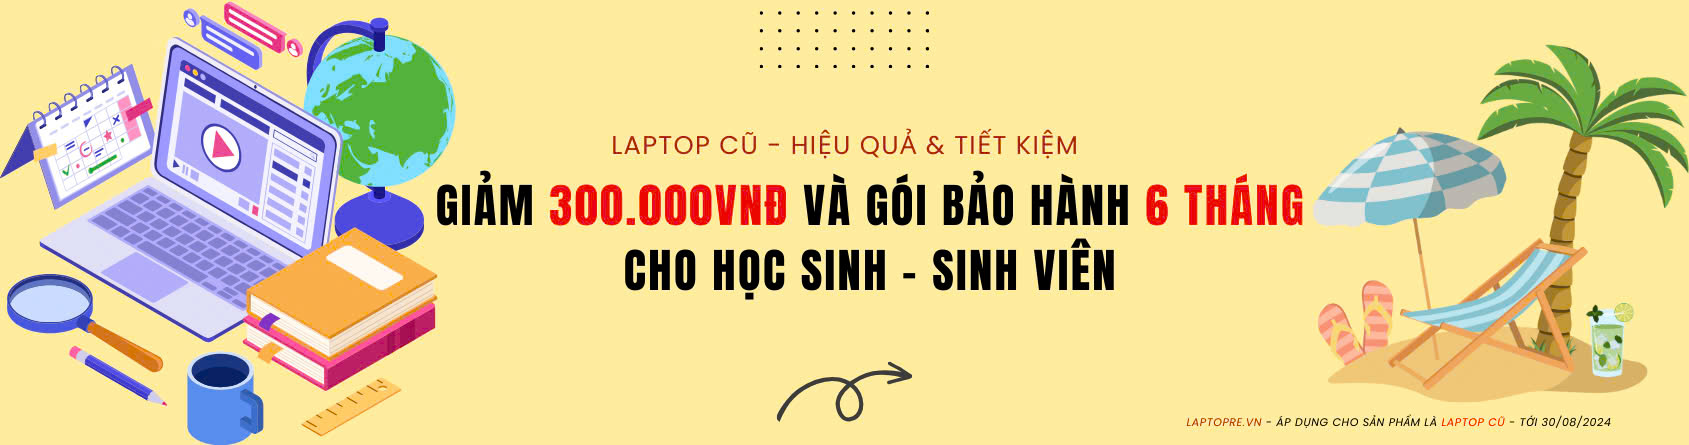 LAPTOP CŨ - HIỆU QUẢ & TIẾT KIỆM
GIẢM 300.000VNĐ VÀ GÓI BẢO HÀNH 6 THÁNG
CHO HỌC SINH - SINH VIÊN
LAPTOPRE.VN - ÁP DỤNG CHO SẢN PHẨM LÀ LAPTOP CŨ - TỚI 30/08/2024